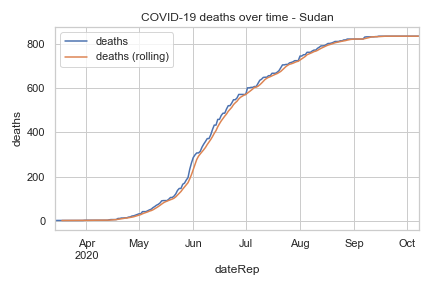 COVID-19 deaths over time - Sudan
deaths
deaths (rolling)
800
600
400
200
0
deaths
Apr
2020
May
Jun
Jul
Aug
Sep
Oct
dateRep